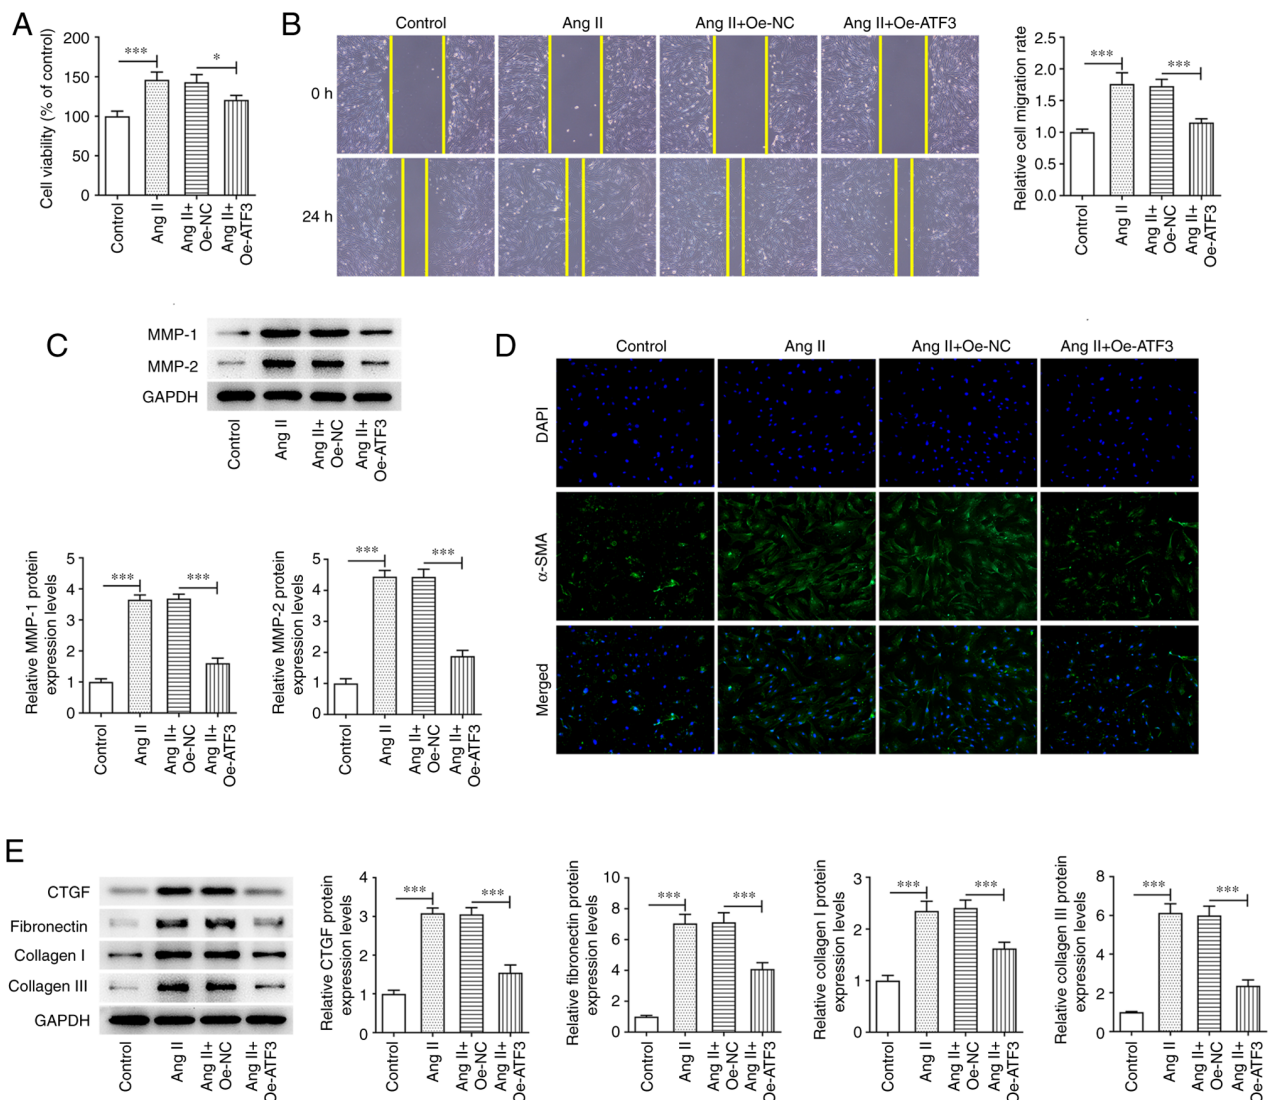 A
Cell viability (% of control)
200
150
100
50
0
***
*
Control
Ang II
Ang II+
Oe-NC
Ang II+
Oe-ATF3
B
Control
Ang II
Ang II+Oe-NC
Ang II+Oe-ATF3
0 h
24 h
Relative cell migration rate
2.5
2.0
1.5
1.0
0.5
0.0
***
***
Control
Ang II
Ang II+
Oe-NC
Ang II+
Oe-ATF3
C
MMP-1
MMP-2
GAPDH
Control
Ang II
Ang II+
Oe-NC
Ang II+
Oe-ATF3
Relative MMP-1 protein
expression levels
5
4
3
2
1
0
***
***
Control
Ang II
Ang II+
Oe-NC
Ang II+
Oe-ATF3
Relative MMP-2 protein
expression levels
5
4
3
2
1
0
***
***
Control
Ang II
Ang II+
Oe-NC
Ang II+
Oe-ATF3
D
Control
Ang II
Ang II+Oe-NC
Ang II+Oe-ATF3
DAPI
α-SMA
Merged
E
CTGF
Fibronectin
Collagen I
Collagen III
GAPDH
Control
Ang II
Ang II+
Oe-NC
Ang II+
Oe-ATF3
Relative CTGF protein
expression levels
4
3
2
1
0
***
***
Control
Ang II
Ang II+
Oe-NC
Ang II+
Oe-ATF3
Relative fibronectin protein
expression levels
10
8
6
4
2
0
***
***
Control
Ang II
Ang II+
Oe-NC
Ang II+
Oe-ATF3
Relative collagen I protein
expression levels
3
2
1
0
***
***
Control
Ang II
Ang II+
Oe-NC
Ang II+
Oe-ATF3
Relative collagen III protein
expression levels
8
6
4
2
0
***
***
Control
Ang II
Ang II+
Oe-NC
Ang II+
Oe-ATF3